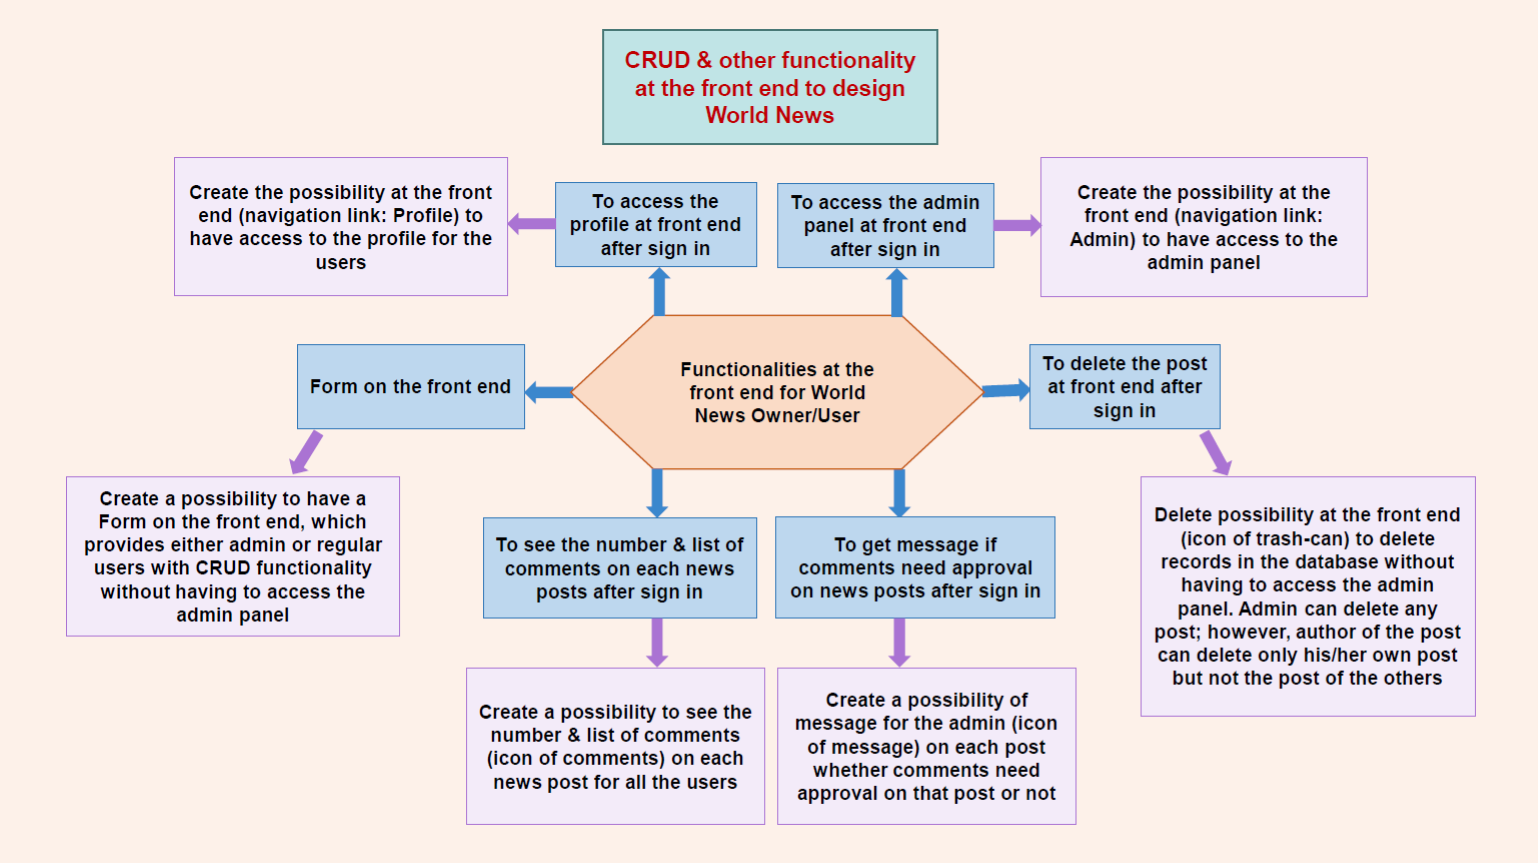 CRUD & other functionality
at the front end to design
World News
Create the possibility at the front
end (navigation link: Profile) to
have access to the profile for the
users
To access the
profile at front end
after sign in
To access the admin
panel at front end
after sign in
Create the possibility at the
front end (navigation link:
Admin) to have access to the
admin panel
Form on the front end
Functionalities at the
front end for World
News Owner/User
To delete the post
at front end after
sign in
Create a possibility to have a
Form on the front end, which
provides either admin or regular
users with CRUD functionality
without having to access the
admin panel
To see the number & list of
comments on each news
posts after sign in
To get message if
comments need approval
on news posts after sign in
Delete possibility at the front end
(icon of trash-can) to delete
records in the database without
having to access the admin
panel. Admin can delete any
post; however, author of the post
can delete only his/her own post
but not the post of the others
Create a possibility to see the
number & list of comments
(icon of comments) on each
news post for all the users
Create a possibility of
message for the admin (icon
of message) on each post
whether comments need
approval on that post or not